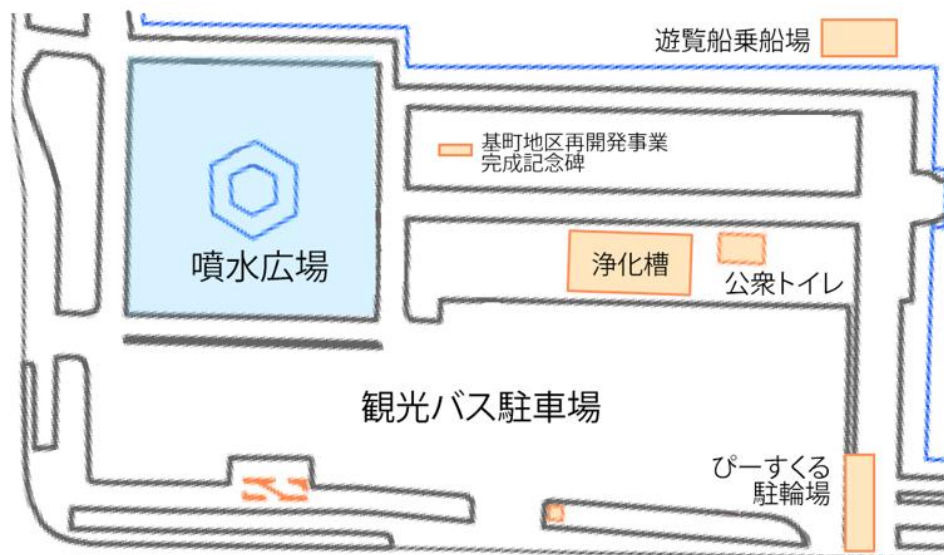 遊覧船乗船場
基町地区再開発事業
完成記念碑
噴水広場
浄化槽
公衆トイレ
観光バス駐車場
ぴーすくる
駐輪場